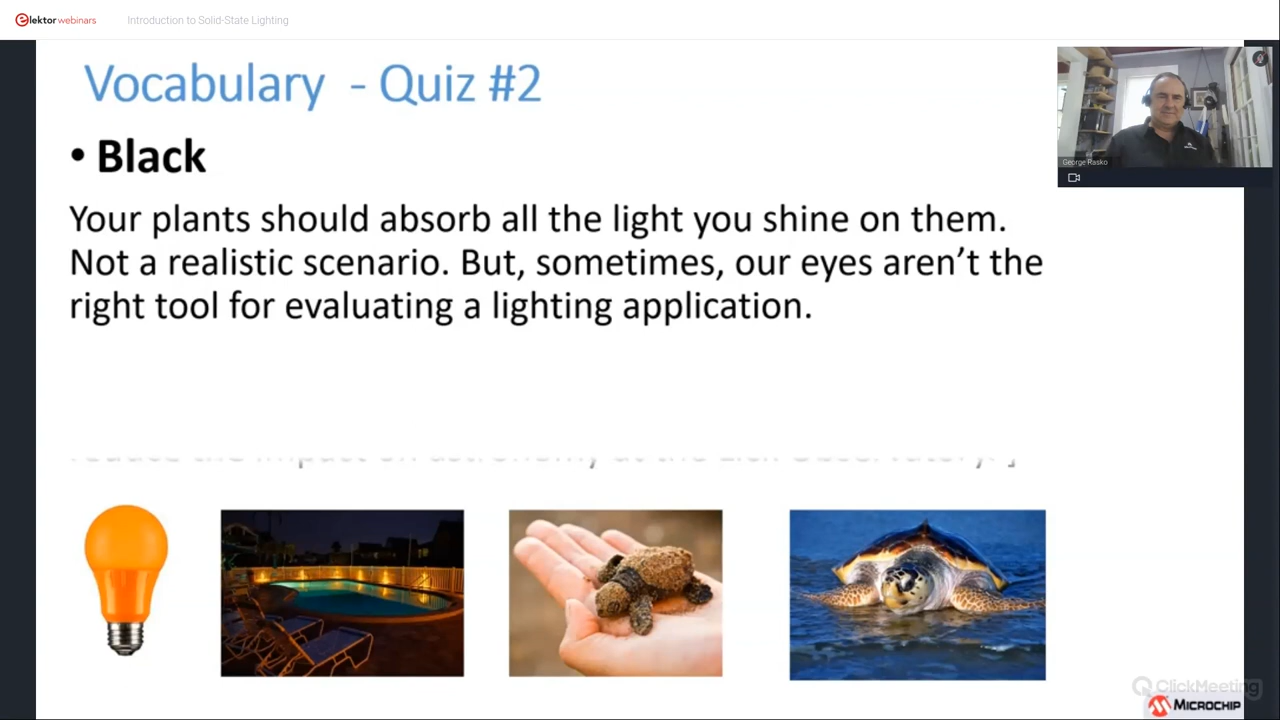 elektor webinars Introduction to Solid-State Lighting
Vocabulary - Quiz #2
• Black
Your plants should absorb all the light you shine on them.
Not a realistic scenario. But, sometimes, our eyes aren’t the
right tool for evaluating a lighting application.
George Rasko
ClickMeeting
MICROCHIP